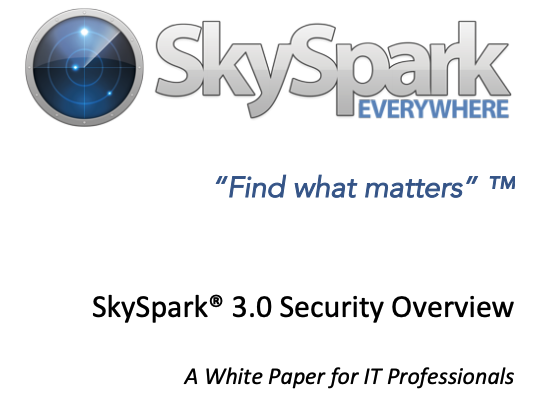 SkySpark
EVERYWHERE
“Find what matters” ™
SkySpark® 3.0 Security Overview
A White Paper for IT Professionals